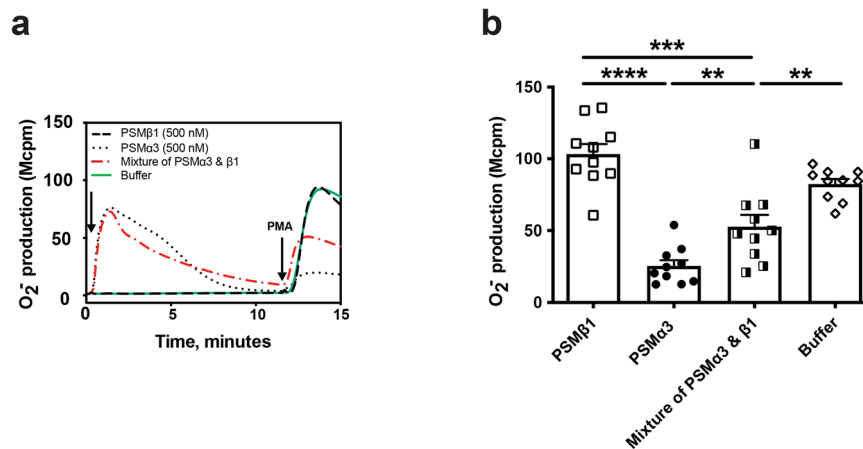 a
150
100
50
0
O₂⁻ production (Mcpm)
PSMβ1 (500 nM)
PSMα3 (500 nM)
Mixture of PSMα3 & β1
Buffer
PMA
0
5
10
15
Time, minutes
b
***
****
**
**
150
100
50
0
O₂⁻ production (Mcpm)
PSMβ1
PSMα3
Mixture of PSMα3 & β1
Buffer